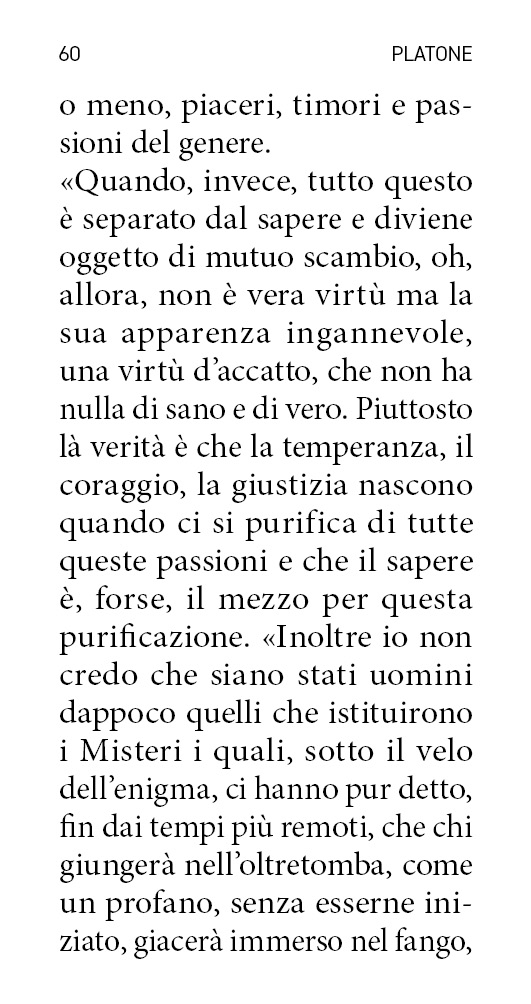 60 PLATONE
o meno, piaceri, timori e pas-
sioni del genere.
«Quando, invece, tutto questo
è separato dal sapere e diviene
oggetto di mutuo scambio, oh,
allora, non è vera virtù ma la
sua apparenza ingannevole,
una virtù d’accatto, che non ha
nulla di sano e di vero. Piuttosto
là verità è che la temperanza, il
coraggio, la giustizia nascono
quando ci si purifica di tutte
queste passioni e che il sapere
è, forse, il mezzo per questa
purificazione. «Inoltre io non
credo che siano stati uomini
dappoco quelli che istituirono
i Misteri i quali, sotto il velo
dell’enigma, ci hanno pur detto,
fin dai tempi più remoti, che chi
giungerà nell’oltretomba, come
un profano, senza esserne ini-
ziato, giacerà immerso nel fango,